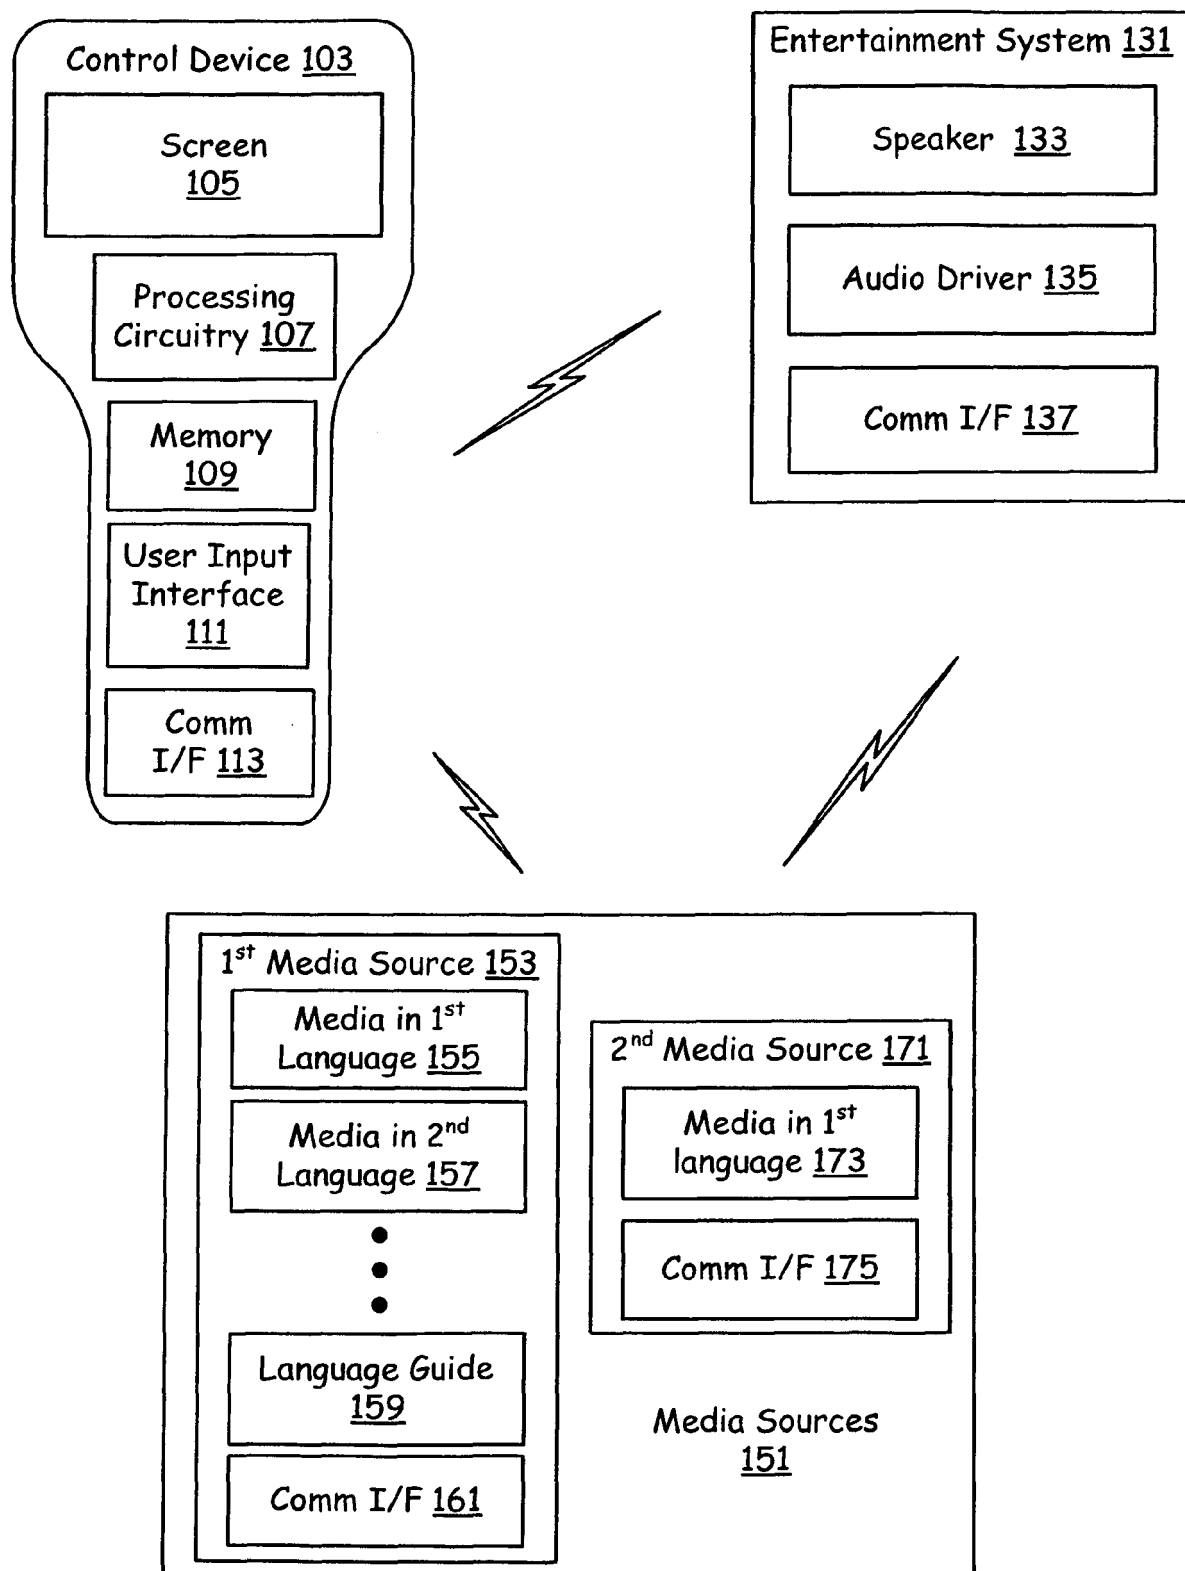 Control Device 103
Screen
105
Processing
Circuitry 107
Memory
109
User Input
Interface
111
Comm
I/F 113
Entertainment System 131
Speaker 133
Audio Driver 135
Comm I/F 137
1st Media Source 153
Media in 1st
Language 155
Media in 2nd
Language 157
Language Guide
159
Comm I/F 161
2nd Media Source 171
Media in 1st
language 173
Comm I/F 175
Media Sources
151